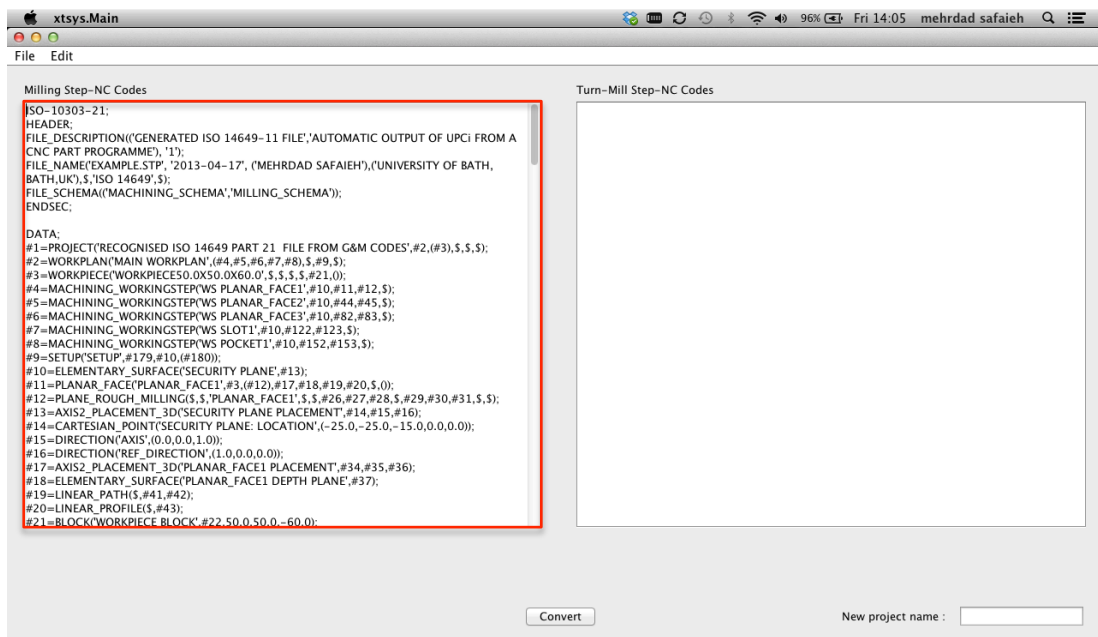 xtsys.Main 96% Fri 14:05 mehrdad safaieh
File Edit
Milling Step-NC Codes
ISO-10303-21;
HEADER;
FILE_DESCRIPTION(('GENERATED ISO 14649-11 FILE','AUTOMATIC OUTPUT OF UPCi FROM A
CNC PART PROGRAMME'), '1');
FILE_NAME('EXAMPLE.STP', '2013-04-17', ('MEHRDAD SAFAIEH'),('UNIVERSITY OF BATH,
BATH,UK'),$,'ISO 14649',$);
FILE_SCHEMA(('MACHINING_SCHEMA','MILLING_SCHEMA'));
ENDSEC;
DATA;
#1=PROJECT('RECOGNISED ISO 14649 PART 21  FILE FROM G&M CODES',#2,(#3),$,$,$);
#2=WORKPLAN('MAIN WORKPLAN',(#4,#5,#6,#7,#8),$,#9,$);
#3=WORKPIECE('WORKPIECE50.0X50.0X60.0',$,$,$,$,#21,());
#4=MACHINING_WORKINGSTEP('WS PLANAR_FACE1',#10,#11,#12,$);
#5=MACHINING_WORKINGSTEP('WS PLANAR_FACE2',#10,#44,#45,$);
#6=MACHINING_WORKINGSTEP('WS PLANAR_FACE3',#10,#82,#83,$);
#7=MACHINING_WORKINGSTEP('WS SLOT1',#10,#122,#123,$);
#8=MACHINING_WORKINGSTEP('WS POCKET1',#10,#152,#153,$);
#9=SETUP('SETUP',#179,#10,(#180));
#10=ELEMENTARY_SURFACE('SECURITY PLANE',#13);
#11=PLANAR_FACE('PLANAR_FACE1',#3,(#12),#17,#18,#19,#20,$,());
#12=PLANE_ROUGH_MILLING($,$,'PLANAR_FACE1',$,$,#26,#27,#28,$,#29,#30,#31,$,$);
#13=AXIS2_PLACEMENT_3D('SECURITY PLANE PLACEMENT',#14,#15,#16);
#14=CARTESIAN_POINT('SECURITY PLANE: LOCATION',(-25.0,-25.0,-15.0,0.0,0.0));
#15=DIRECTION('AXIS',(0.0,0.0,1.0));
#16=DIRECTION('REF_DIRECTION',(1.0,0.0,0.0));
#17=AXIS2_PLACEMENT_3D('PLANAR_FACE1 PLACEMENT',#34,#35,#36);
#18=ELEMENTARY_SURFACE('PLANAR_FACE1 DEPTH PLANE',#37);
#19=LINEAR_PATH($,#41,#42);
#20=LINEAR_PROFILE($,#43);
#21=BLOCK('WORKPIECE BLOCK',#22,50.0,50.0,-60.0);
Turn-Mill Step-NC Codes
Convert
New project name :